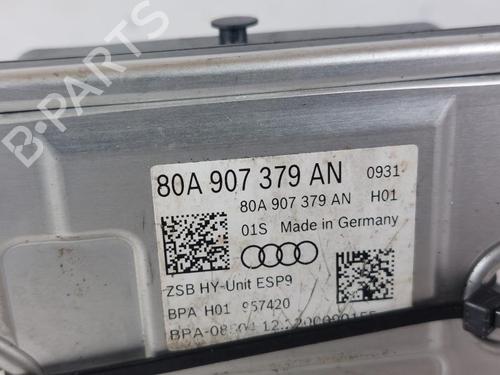 B-PARTS
80A 907 379 AN 0931
80A 907 379 AN H01
01S Made in Germany
ZSB HY-Unit ESP9
BPA H01 957420